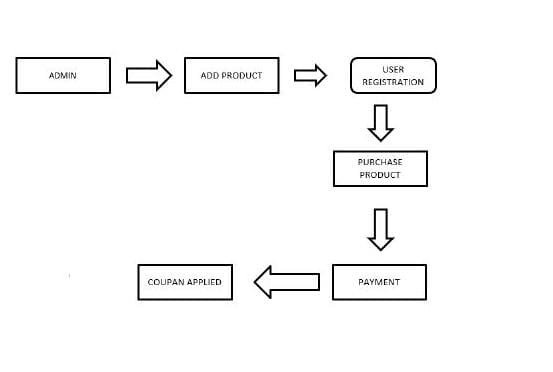 ADMIN
ADD PRODUCT
USER
REGISTRATION
PURCHASE
PRODUCT
PAYMENT
COUPAN APPLIED